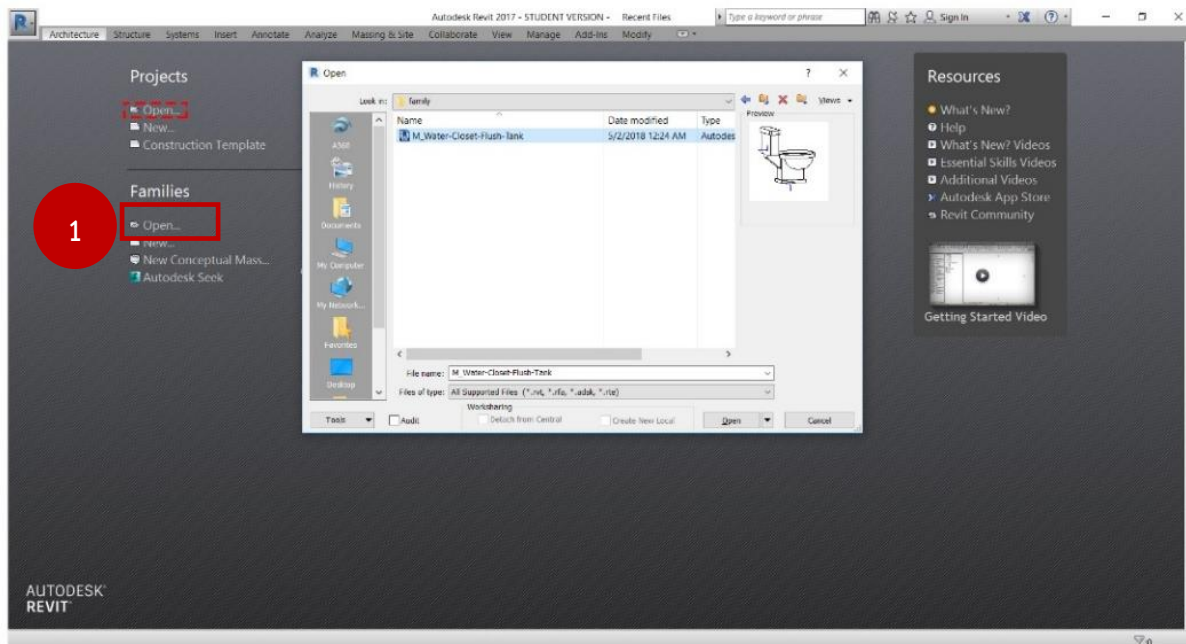 Autodesk Revit 2017 - STUDENT VERSION - Recent Files
Type a keyword or phrase
Sign In
Architecture Structure Systems Insert Annotate Analyze Massing & Site Collaborate View Manage Add-Ins Modify
Projects
Open...
New...
Construction Template
Families
1
Open...
New...
New Conceptual Mass...
Autodesk Seek
Open
Look in: family
Views
Name Date modified Type
M_Water-Closet-Flush-Tank 5/2/2018 12:24 AM Autodes
Preview
A360
History
Documents
My Computer
My Network...
Favorites
Desktop
File name: M_Water-Closet-Flush-Tank
Files of type: All Supported Files (*.rvt, *.rfa, *.adsk, *.rte)
Worksharing
Tools Audit Detach from Central Create New Local Open Cancel
Resources
What's New?
Help
What's New? Videos
Essential Skills Videos
Additional Videos
Autodesk App Store
Revit Community
Getting Started Video
AUTODESK
REVIT
:0